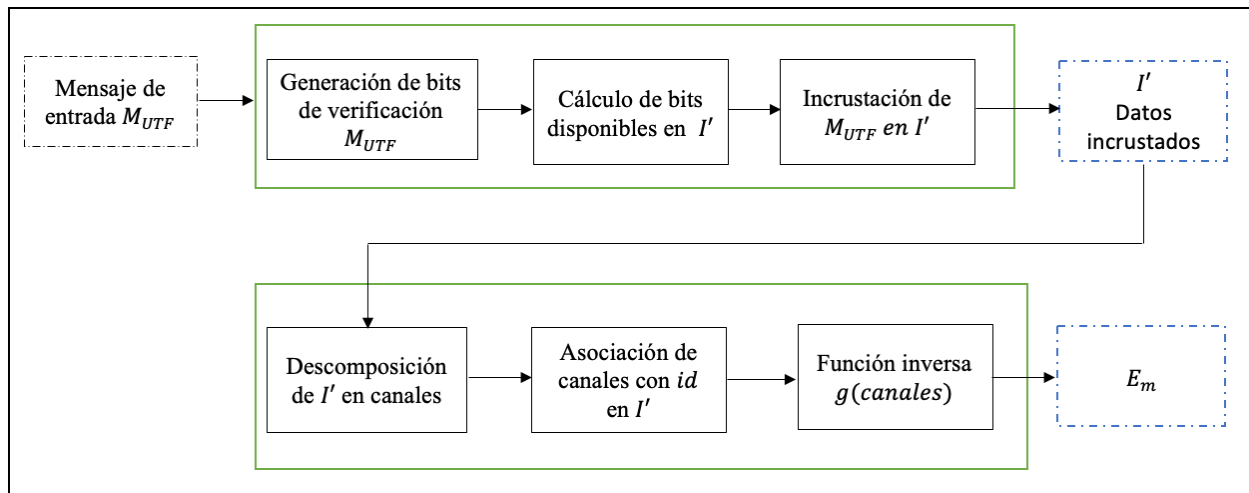 Mensaje de
entrada M_UTF
Generación de bits
de verificación
M_UTF
Cálculo de bits
disponibles en I′
Incrustación de
M_UTF en I′
I′
Datos
incrustados
Descomposición
de I′ en canales
Asociación de
canales con id
en I′
Función inversa
g(canales)
E_m